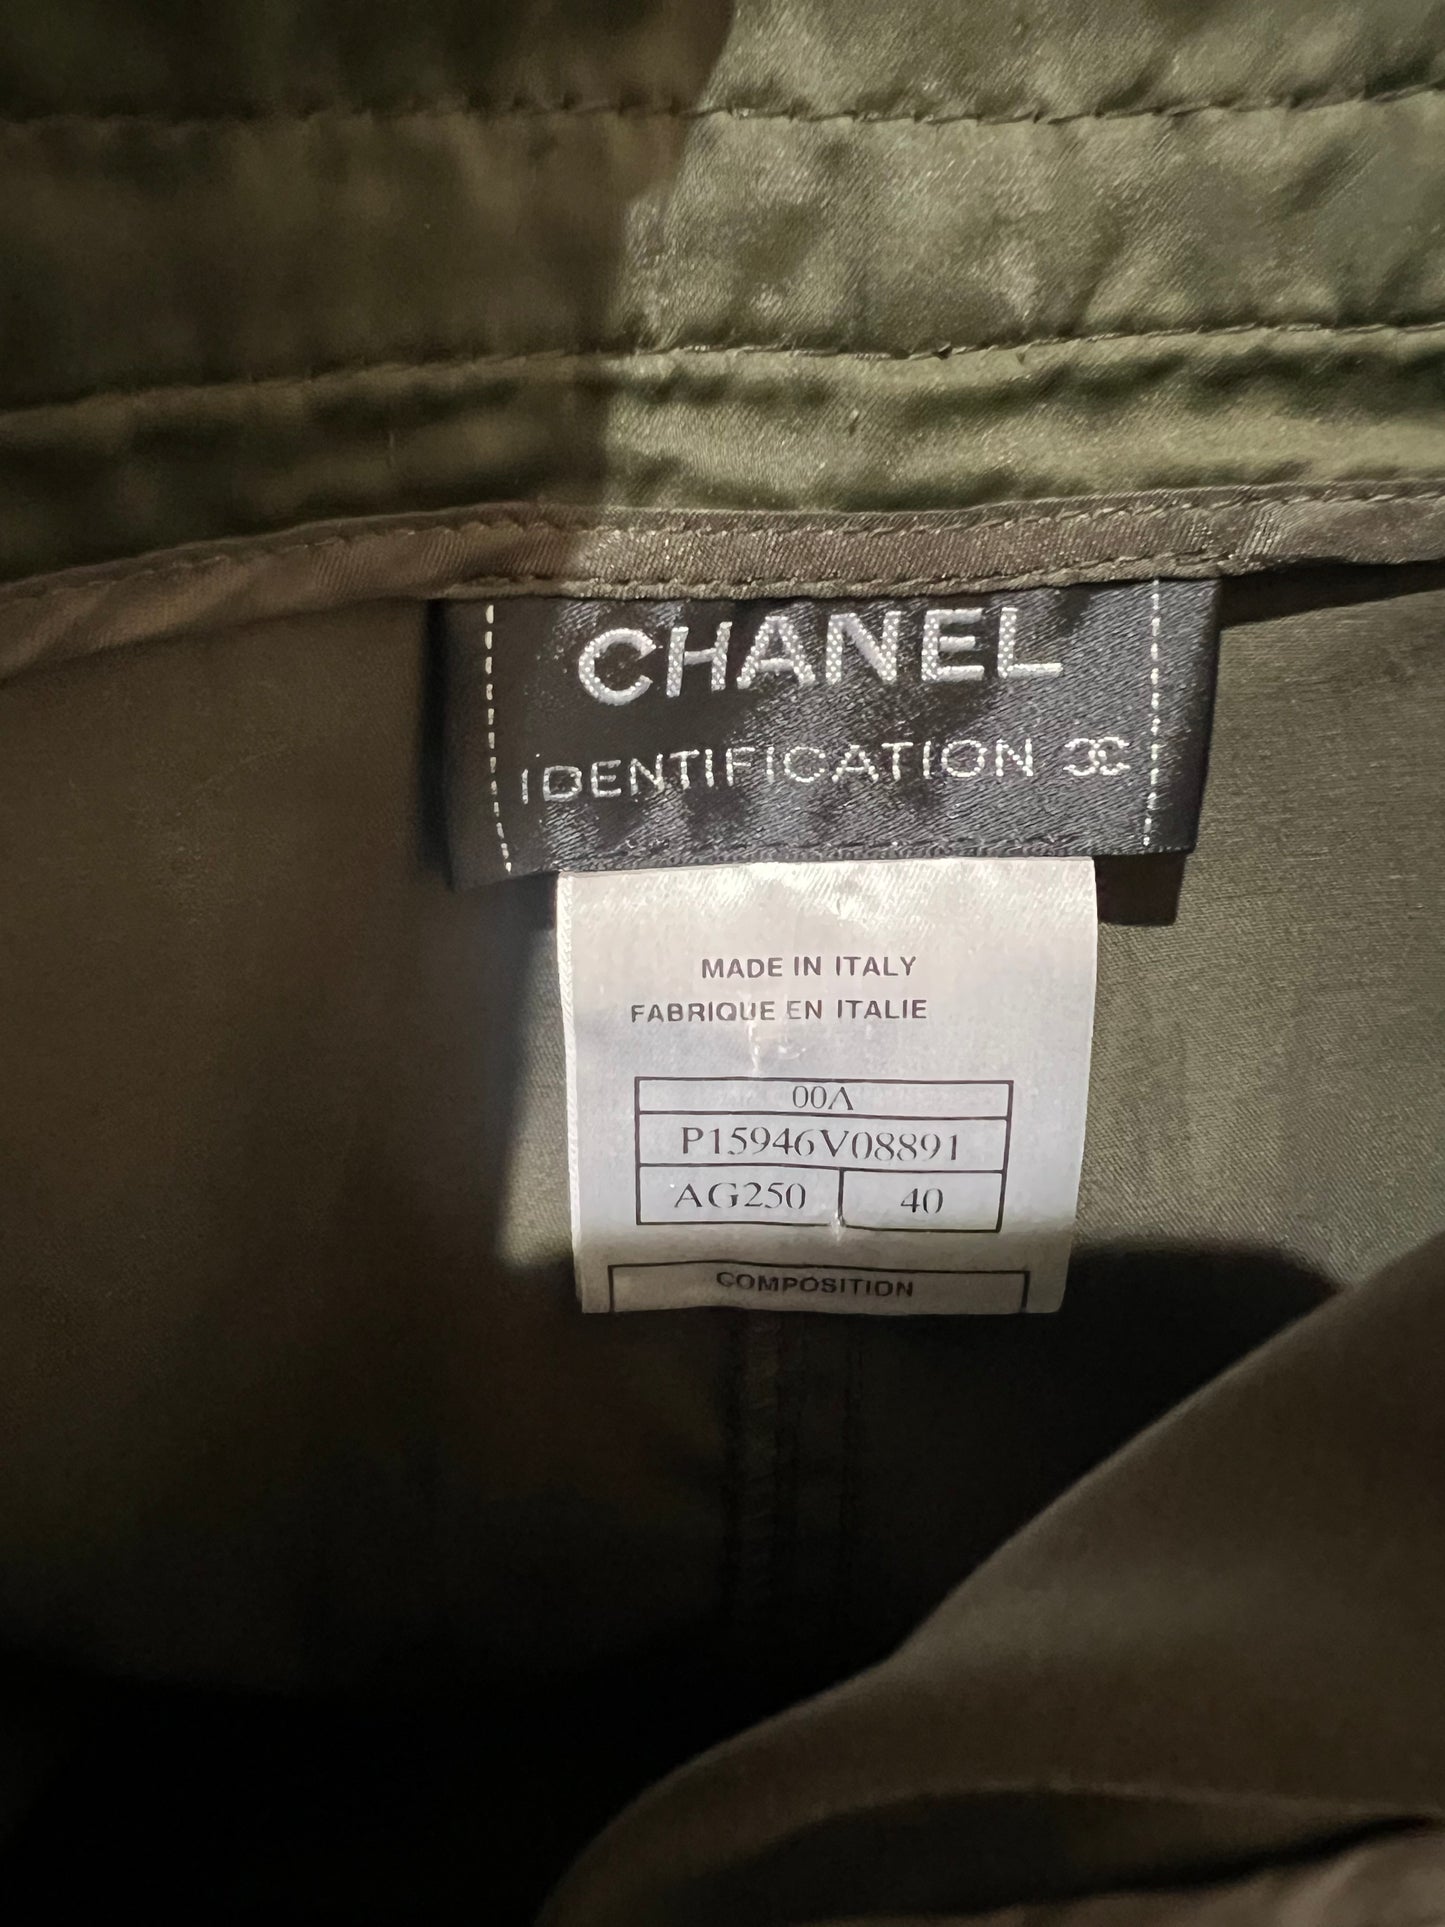 CHANEL
IDENTIFICATION
MADE IN ITALY
FABRIQUE EN ITALIE
00A
P15946V08891
AG250 40
COMPOSITION